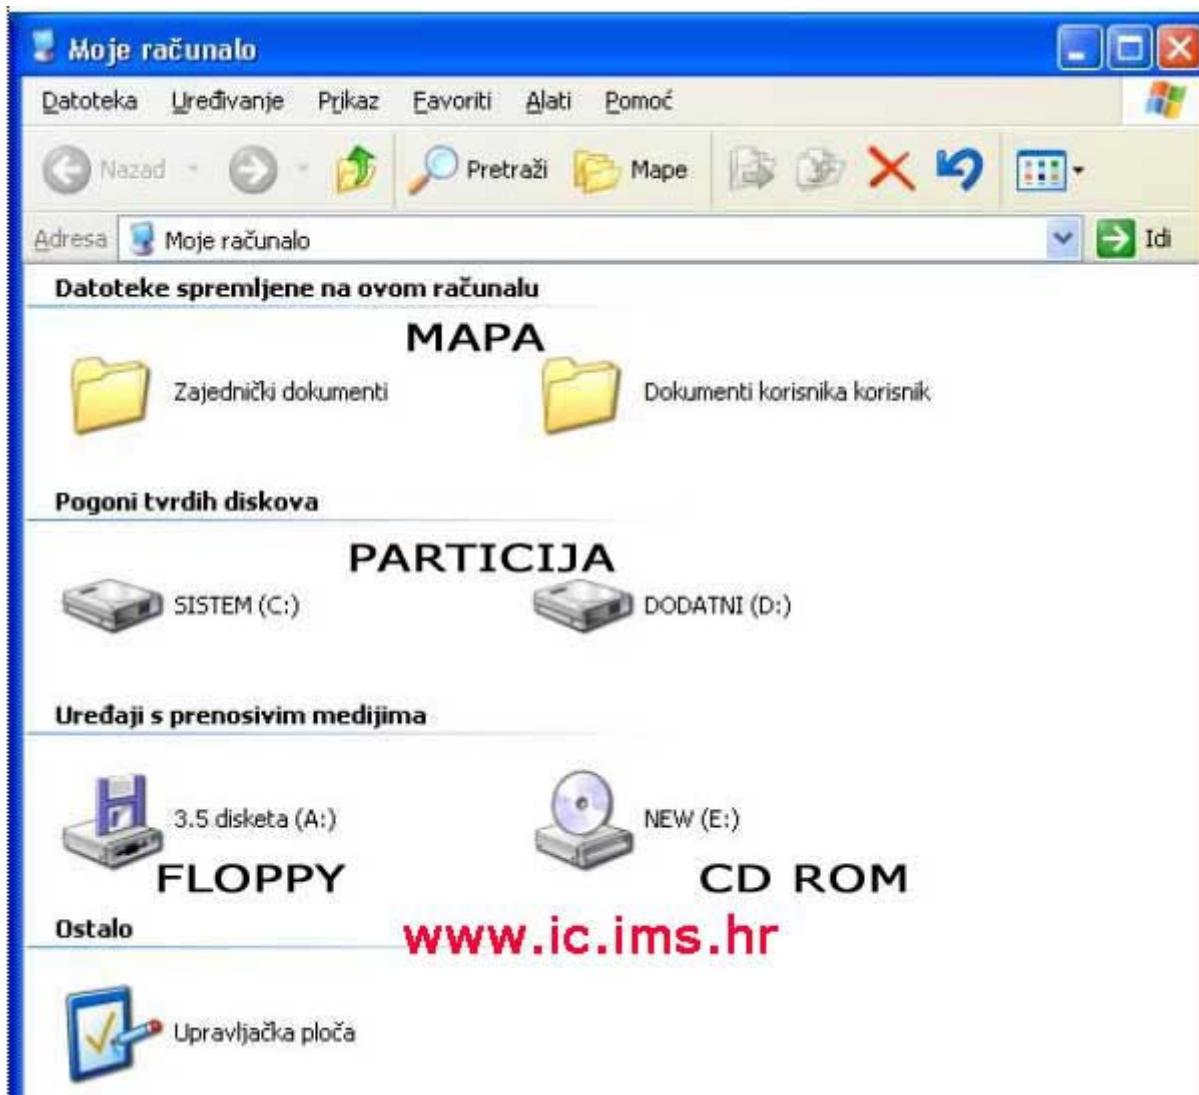 Moje računalo
Datoteka Uređivanje Prikaz Favoriti Alati Pomoć
Nazad Pretraži Mape
Adresa Moje računalo Idi
Datoteke spremljene na ovom računalu
MAPA
Zajednički dokumenti Dokumenti korisnika korisnik
Pogoni tvrdih diskova
PARTICIJA
SISTEM (C:) DODATNI (D:)
Uređaji s prenosivim medijima
3.5 disketa (A:) NEW (E:)
FLOPPY CD ROM
Ostalo www.ic.ims.hr
Upravljačka ploča